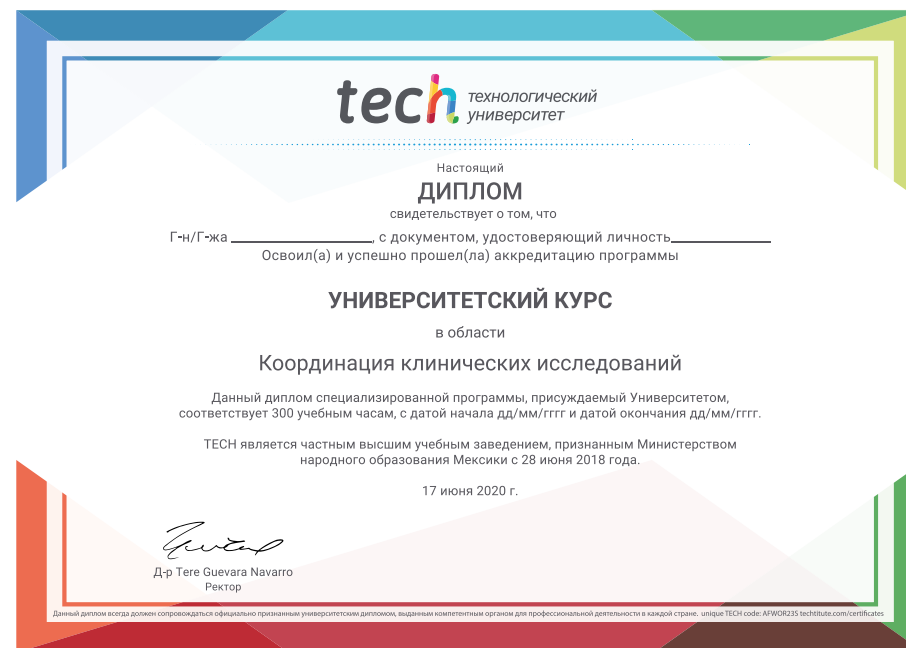 tech технологический
университет
Настоящий
ДИПЛОМ
свидетельствует о том, что
Г-н/Г-жа ____________________, с документом, удостоверяющий личность______________
Освоил(а) и успешно прошел(ла) аккредитацию программы
УНИВЕРСИТЕТСКИЙ КУРС
в области
Координация клинических исследований
Данный диплом специализированной программы, присуждаемый Университетом,
соответствует 300 учебным часам, с датой начала дд/мм/гггг и датой окончания дд/мм/гггг.
TECH является частным высшим учебным заведением, признанным Министерством
народного образования Мексики с 28 июня 2018 года.
17 июня 2020 г.
Д-р Tere Guevara Navarro
Ректор
Данный диплом всегда должен сопровождаться официально признанным университетским дипломом, выданным компетентным органом для профессиональной деятельности в каждой стране. unique TECH code: AFWOR23S techtitute.com/certificates